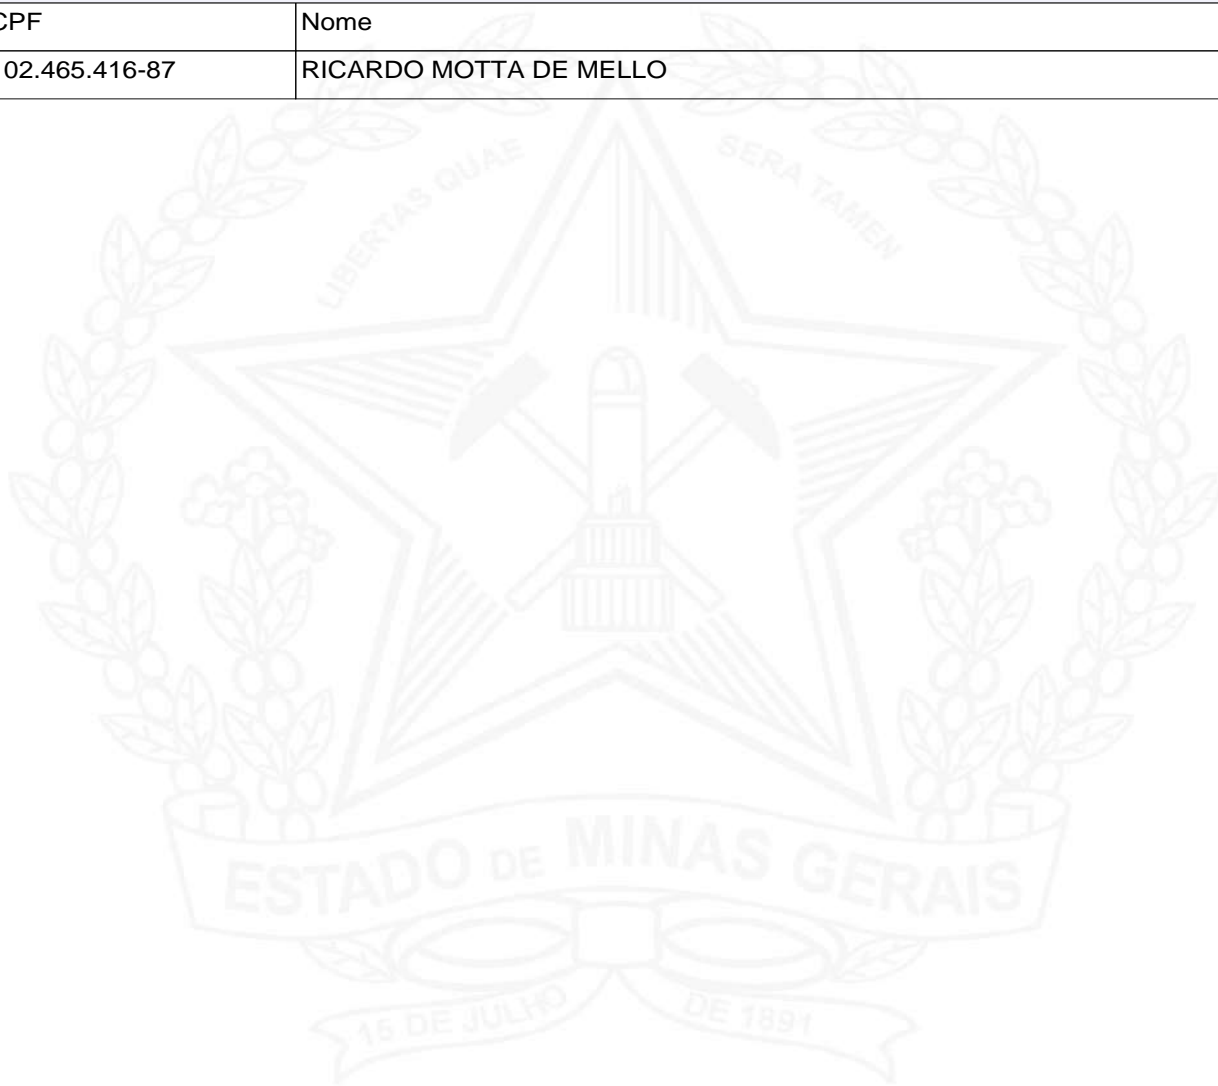 CPF Nome
02.465.416-87 RICARDO MOTTA DE MELLO
LIBERTAS QUAE SERA TAMEN
ESTADO DE MINAS GERAIS
15 DE JULHO DE 1891